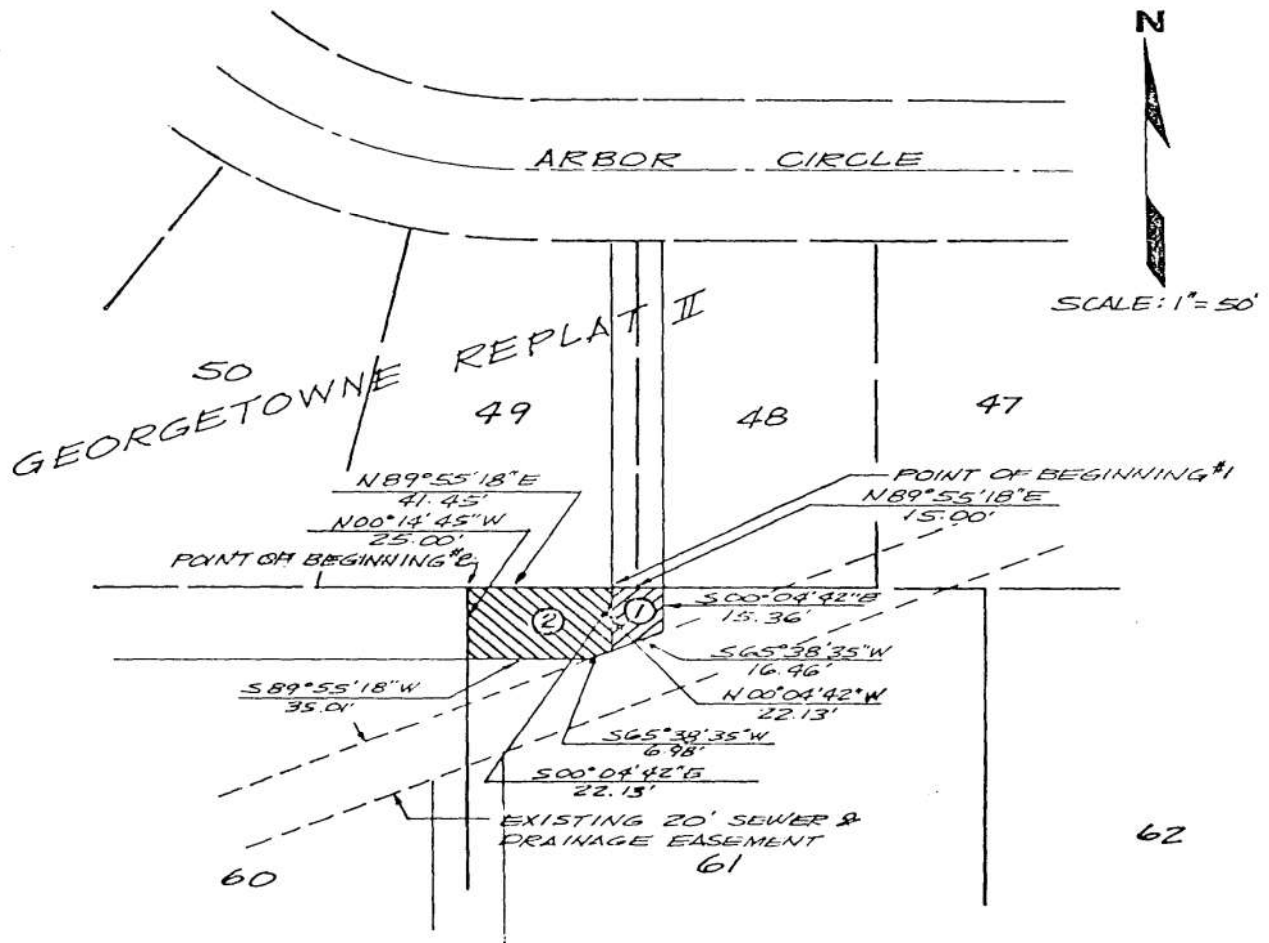 N
ARBOR CIRCLE
SCALE: 1" = 50'
GEORGETOWNE REPLAT II
50
49
48
47
N89°55'18"E
41.45'
N00°14'45"W
25.00'
POINT OF BEGINNING #2
POINT OF BEGINNING #1
N89°55'18"E
15.00'
2
1
S00°04'42"E
15.36'
S65°38'35"W
16.46'
N00°04'42"W
22.13'
S89°55'18"W
35.01'
S65°38'35"W
6.98'
S00°04'42"E
22.13'
EXISTING 20' SEWER &
DRAINAGE EASEMENT
60
61
62